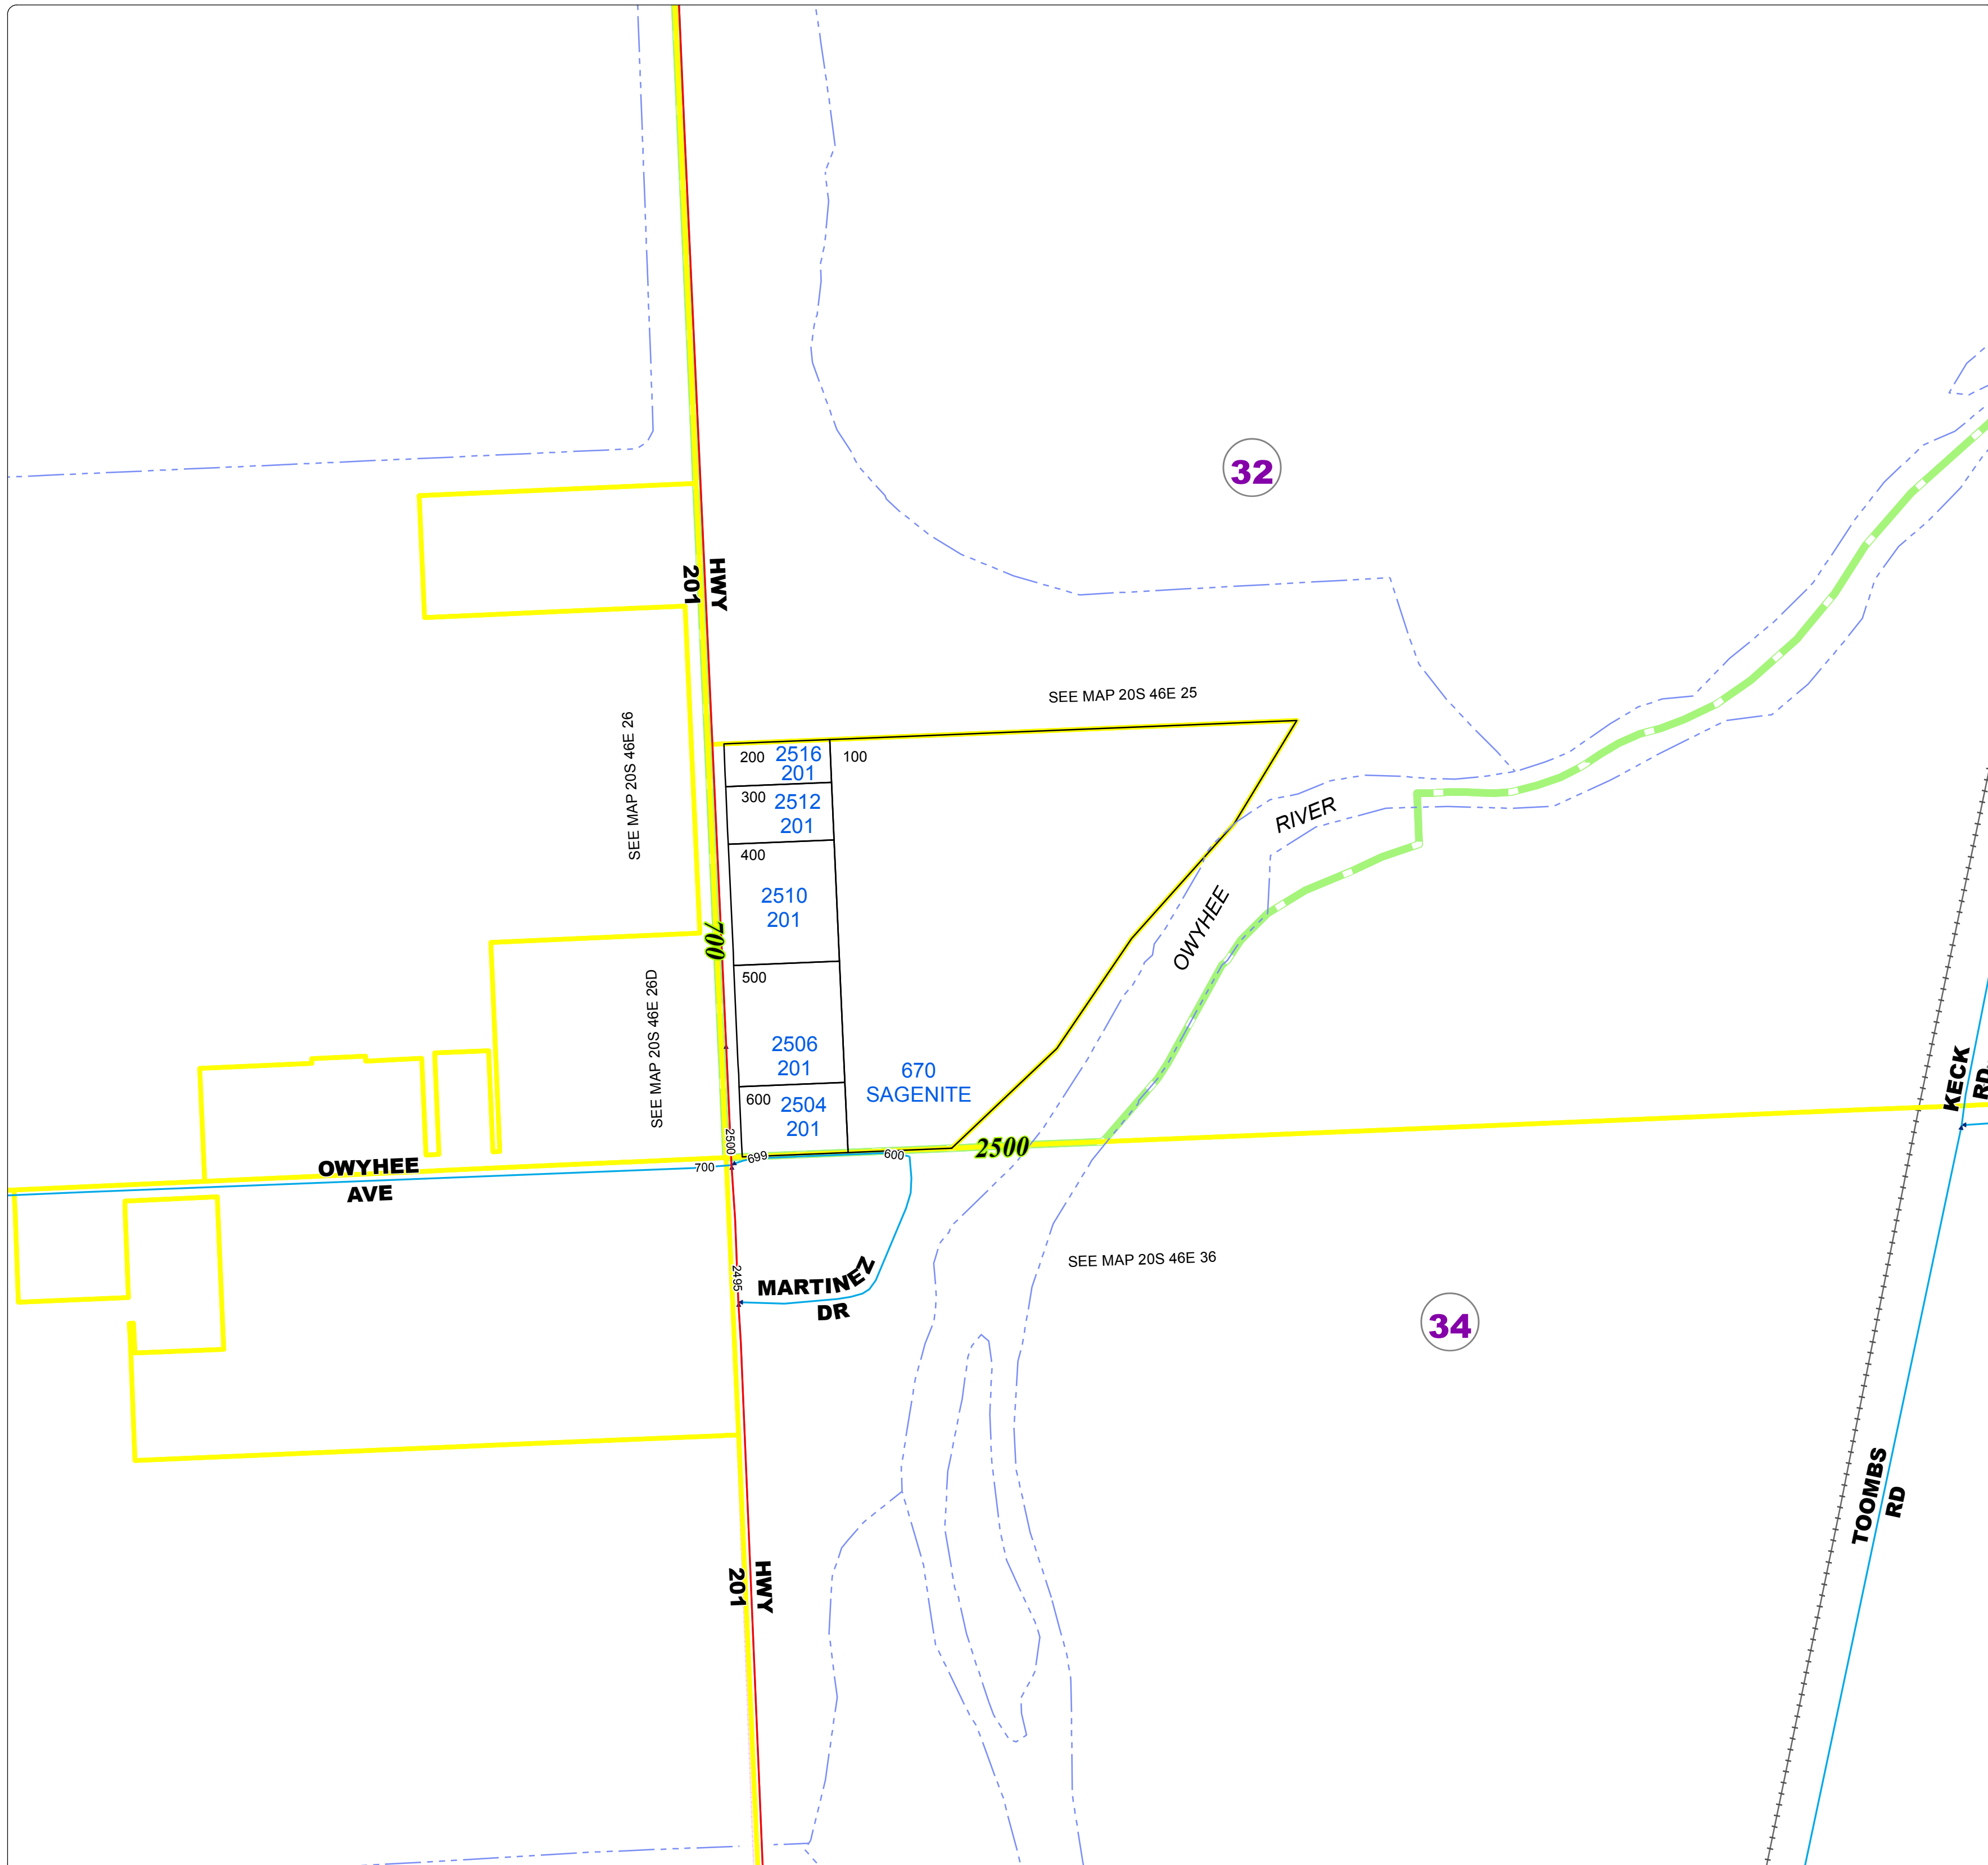 32
HWY
201
SEE MAP 20S 46E 25
SEE MAP 20S 46E 26
200
2516
201
100
300
2512
201
RIVER
400
2510
201
OWYHEE
700
500
2506
201
SEE MAP 20S 46E 26D
670
SAGENITE
600
2504
201
KECK
RD
2500
2500
699
600
700
OWYHEE
AVE
SEE MAP 20S 46E 36
2495
MARTINEZ
DR
34
TOOMBS
RD
HWY
201